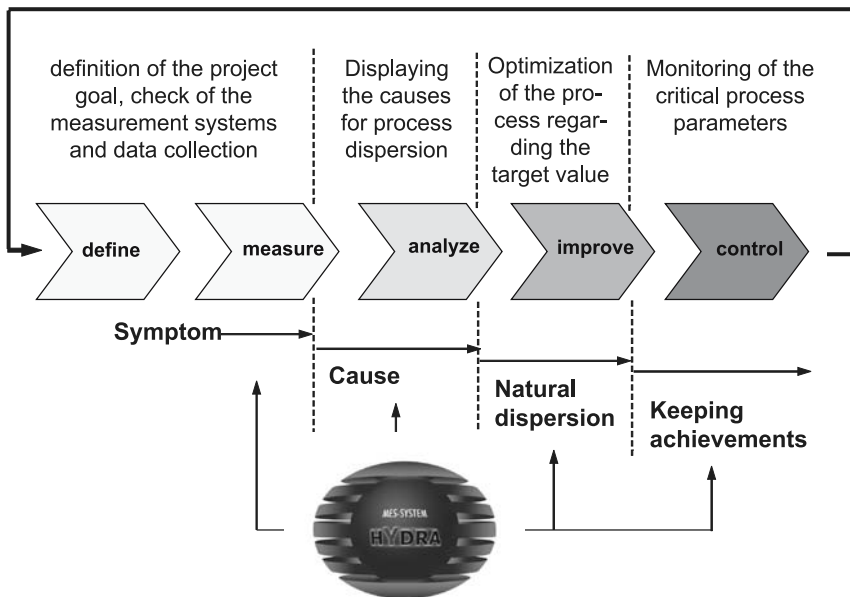 definition of the project
goal, check of the
measurement systems
and data collection
Displaying
the causes
for process
dispersion
Optimization
of the pro-
cess regar-
ding the
target value
Monitoring of the
critical process
parameters
define
measure
analyze
improve
control
Symptom
Cause
Natural
dispersion
Keeping
achievements
MES-SYSTEM
HYDRA